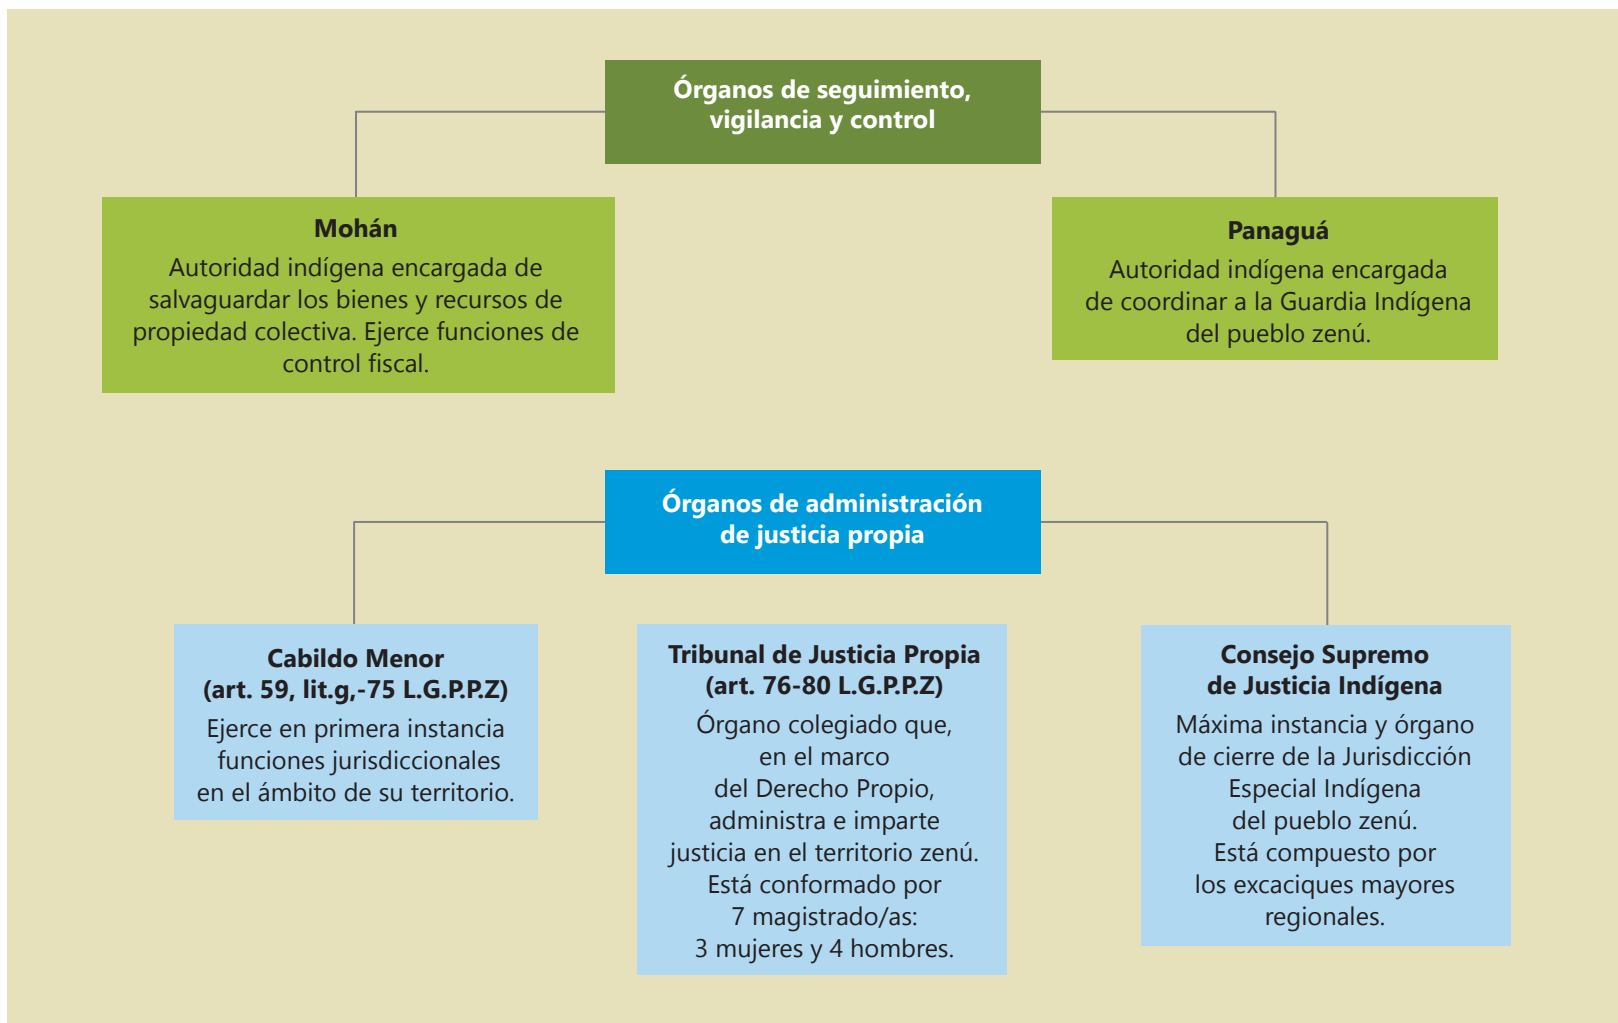 Órganos de seguimiento,
vigilancia y control
Mohán
Autoridad indígena encargada de
salvaguardar los bienes y recursos de
propiedad colectiva. Ejerce funciones de
control fiscal.
Panaguá
Autoridad indígena encargada
de coordinar a la Guardia Indígena
del pueblo zenú.
Órganos de administración
de justicia propia
Cabildo Menor
(art. 59, lit.g,-75 L.G.P.P.Z)
Ejerce en primera instancia
funciones jurisdiccionales
en el ámbito de su territorio.
Tribunal de Justicia Propia
(art. 76-80 L.G.P.P.Z)
Órgano colegiado que,
en el marco
del Derecho Propio,
administra e imparte
justicia en el territorio zenú.
Está conformado por
7 magistrado/as:
3 mujeres y 4 hombres.
Consejo Supremo
de Justicia Indígena
Máxima instancia y órgano
de cierre de la Jurisdicción
Especial Indígena
del pueblo zenú.
Está compuesto por
los excaciques mayores
regionales.